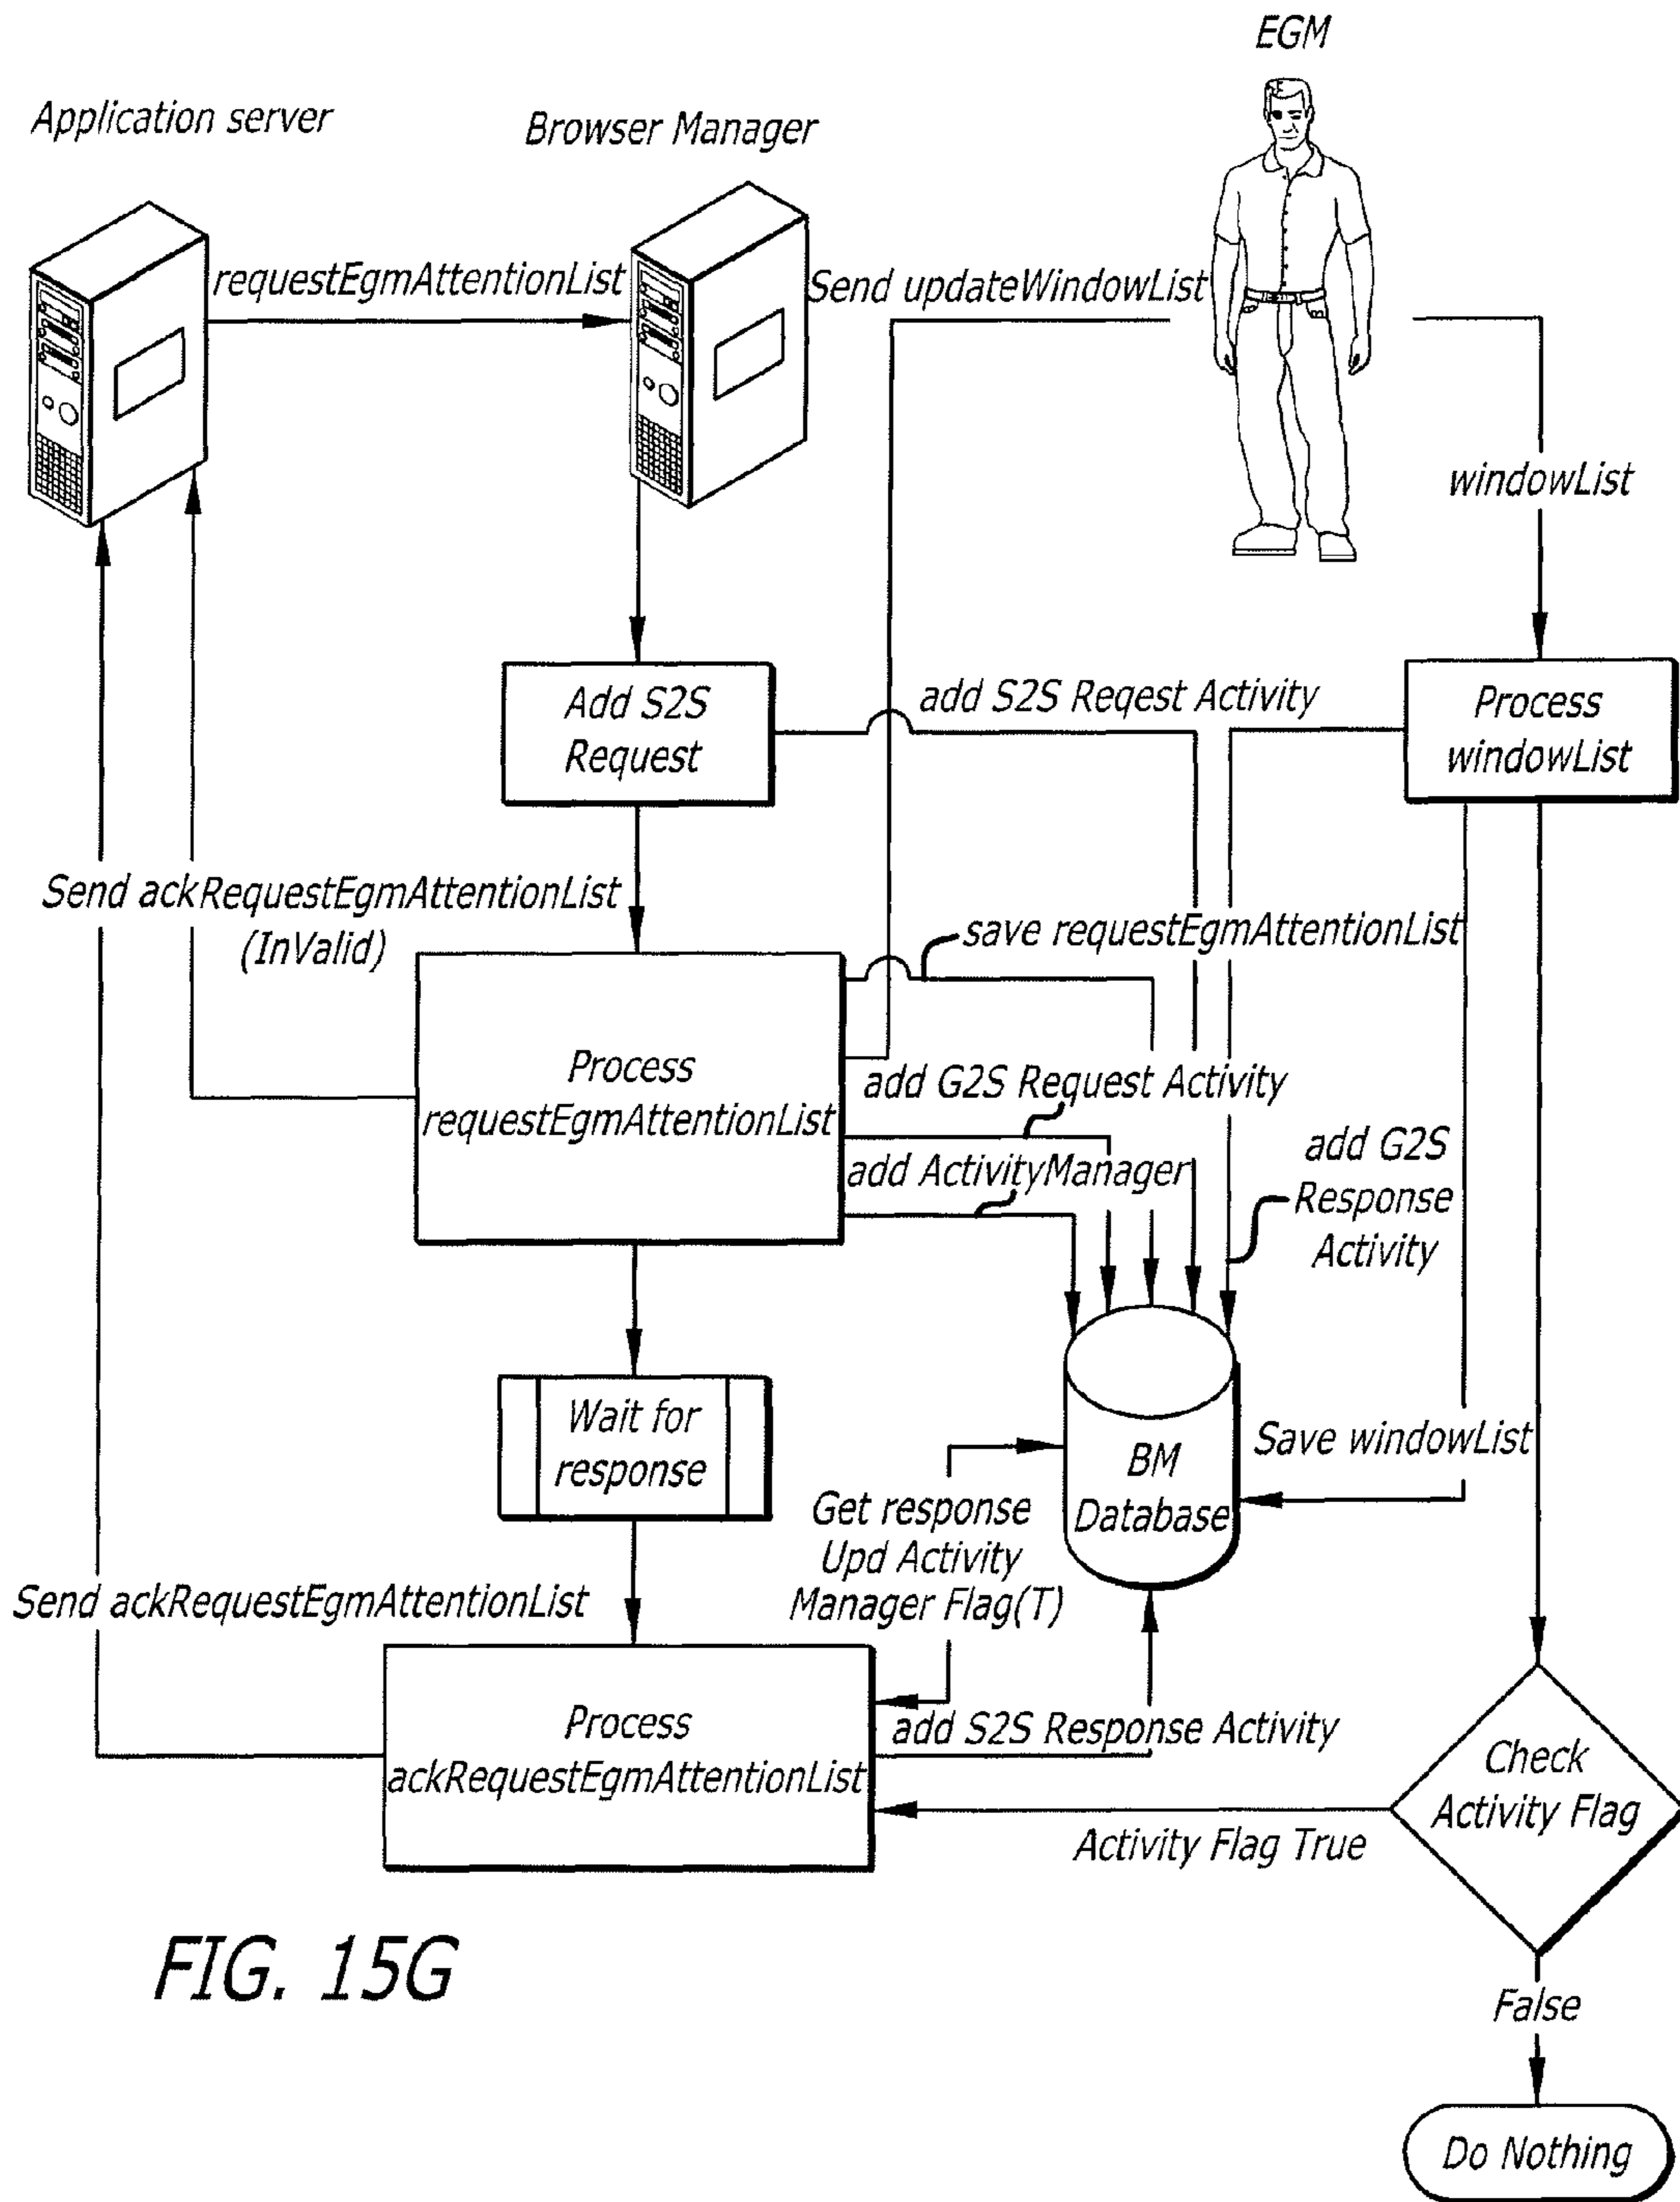 EGM
Application server
Browser Manager
requestEgmAttentionList
Send updateWindowList
windowList
Add S2S
Request
add S2S Reqest Activity
Process
windowList
Send ackRequestEgmAttentionList
(InValid)
save requestEgmAttentionList
Process
requestEgmAttentionList
add G2S Request Activity
add ActivityManager
add G2S
Response
Activity
Wait for
response
BM
Database
Save windowList
Get response
Upd Activity
Manager Flag(T)
Send ackRequestEgmAttentionList
Process
ackRequestEgmAttentionList
add S2S Response Activity
Check
Activity Flag
Activity Flag True
FIG. 15G
False
Do Nothing